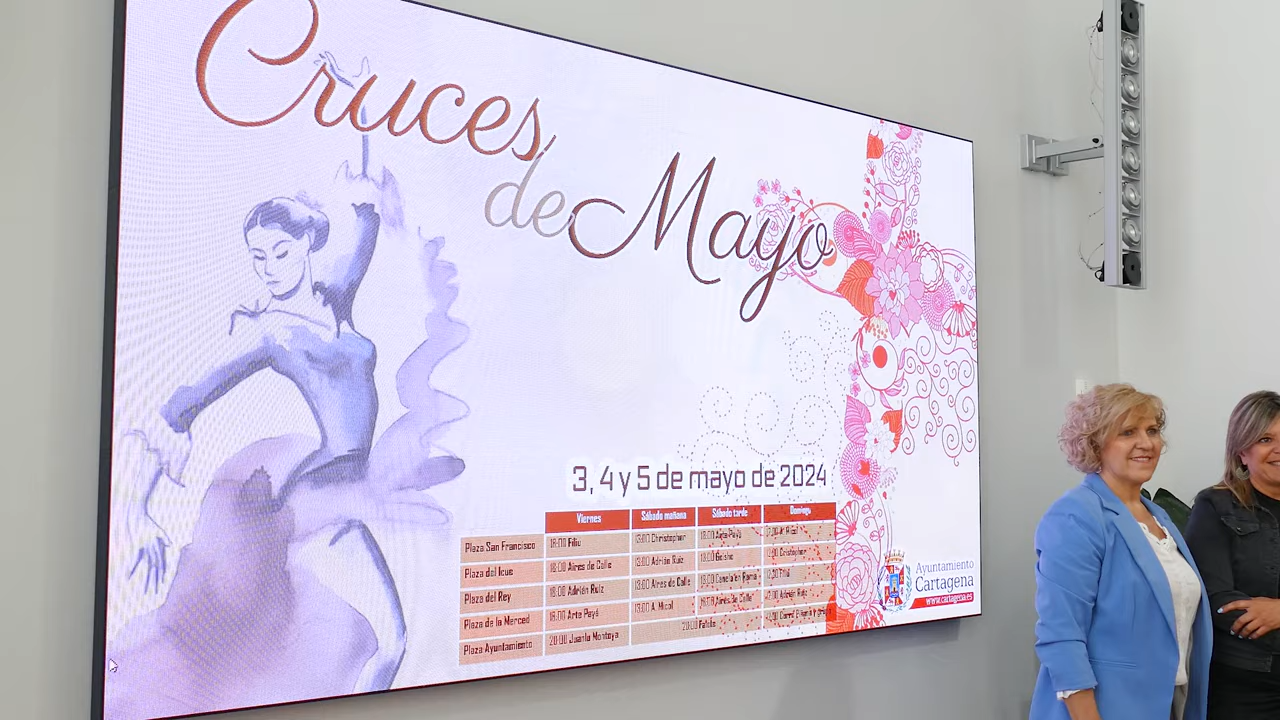 Cruces
de Mayo
3, 4 y 5 de mayo de 2024
Viernes Sábado mañana Sábado tarde Domingo
Plaza San Francisco 18:00 Filiu 13:00 Christopher
Plaza del Icue 18:00 Aires de Calle 13:00 Adrián Ruiz
Plaza del Rey 18:00 Adrián Ruiz 13:00 Aires de Calle
Plaza de la Merced 18:00 Arte Payá 13:00 A. Micol
Plaza Ayuntamiento 20:00 Juanlu Montoya
Ayuntamiento
Cartagena
www.cartagena.es